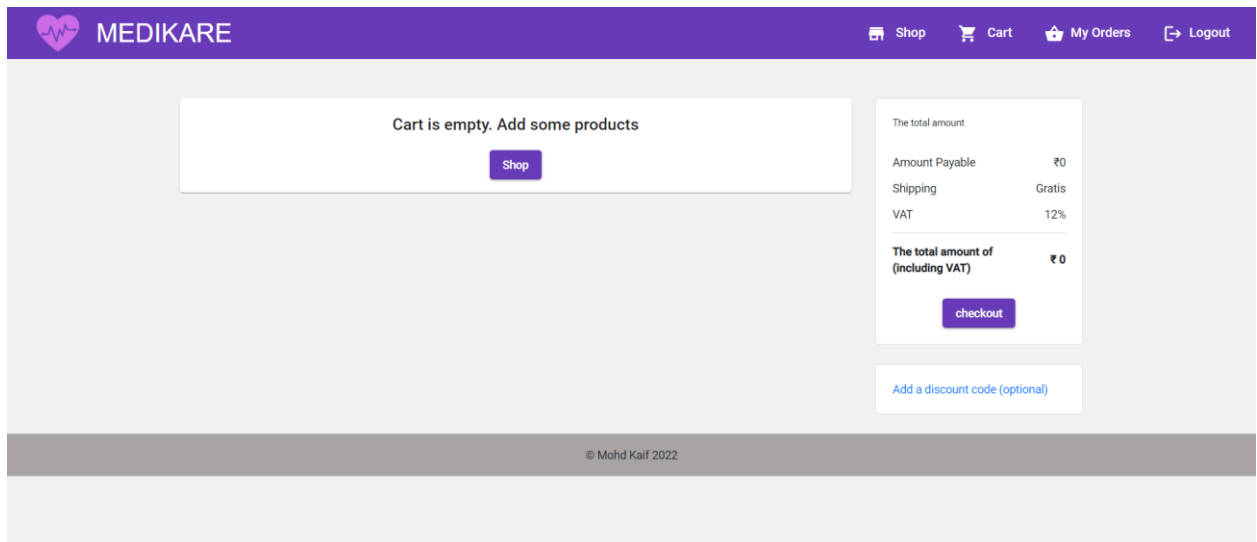 MEDIKARE
Shop
Cart
My Orders
Logout
Cart is empty. Add some products
Shop
The total amount
Amount Payable ₹0
Shipping Gratis
VAT 12%
The total amount of
(including VAT) ₹ 0
checkout
Add a discount code (optional)
© Mohd Kaif 2022